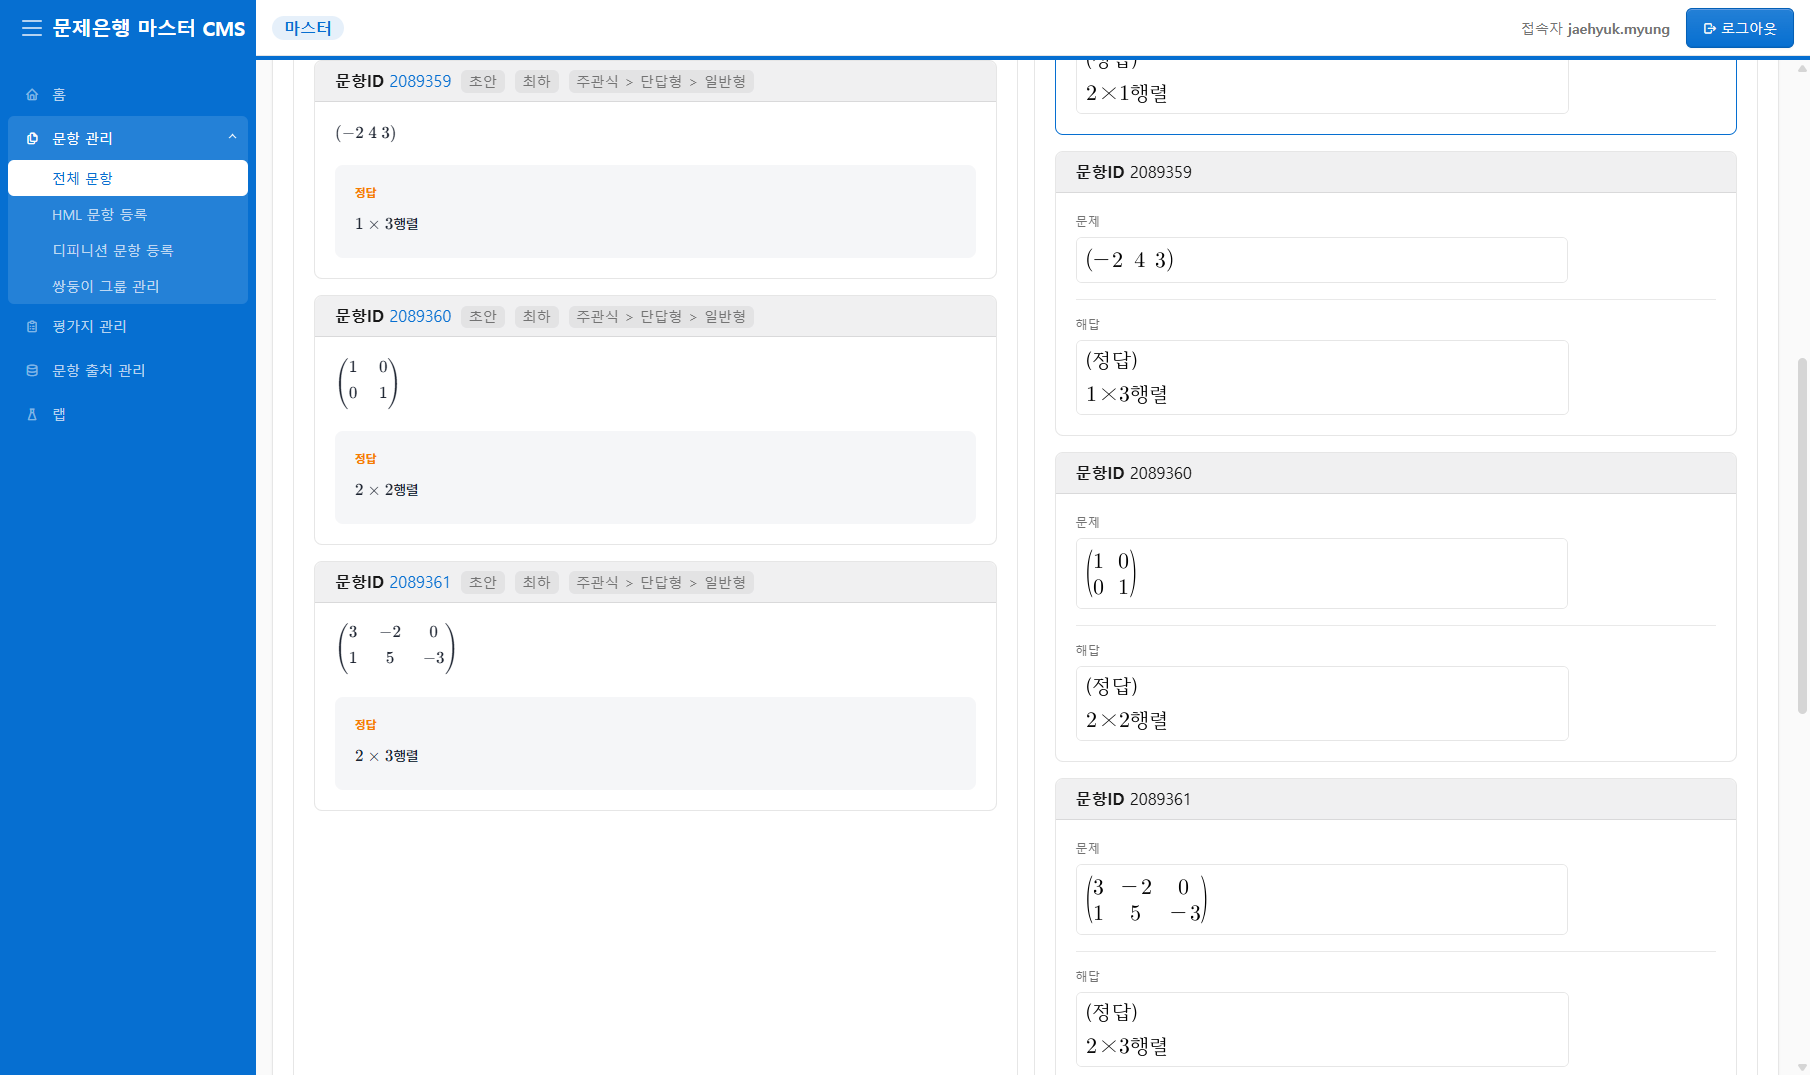 문제은행 마스터 CMS
마스터
접속자 jaehyuk.myung
로그아웃
홈
문항 관리
전체 문항
HML 문항 등록
디피니션 문항 등록
쌍둥이 그룹 관리
평가지 관리
문항 출처 관리
랩
문항ID 2089359 초안 최하 주관식 > 단답형 > 일반형
(−2 4 3)
정답
1 × 3행렬
문항ID 2089360 초안 최하 주관식 > 단답형 > 일반형
1 0
0 1
정답
2 × 2행렬
문항ID 2089361 초안 최하 주관식 > 단답형 > 일반형
3 −2 0
1 5 −3
정답
2 × 3행렬
(정답)
2×1행렬
문항ID 2089359
문제
(−2 4 3)
해답
(정답)
1×3행렬
문항ID 2089360
문제
1 0
0 1
해답
(정답)
2×2행렬
문항ID 2089361
문제
3 −2 0
1 5 −3
해답
(정답)
2×3행렬